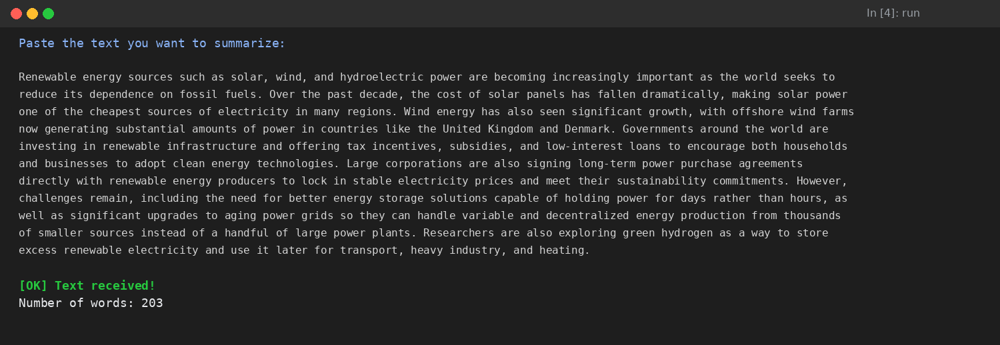 In [4]: run
Paste the text you want to summarize:
Renewable energy sources such as solar, wind, and hydroelectric power are becoming increasingly important as the world seeks to
reduce its dependence on fossil fuels. Over the past decade, the cost of solar panels has fallen dramatically, making solar power
one of the cheapest sources of electricity in many regions. Wind energy has also seen significant growth, with offshore wind farms
now generating substantial amounts of power in countries like the United Kingdom and Denmark. Governments around the world are
investing in renewable infrastructure and offering tax incentives, subsidies, and low-interest loans to encourage both households
and businesses to adopt clean energy technologies. Large corporations are also signing long-term power purchase agreements
directly with renewable energy producers to lock in stable electricity prices and meet their sustainability commitments. However,
challenges remain, including the need for better energy storage solutions capable of holding power for days rather than hours, as
well as significant upgrades to aging power grids so they can handle variable and decentralized energy production from thousands
of smaller sources instead of a handful of large power plants. Researchers are also exploring green hydrogen as a way to store
excess renewable electricity and use it later for transport, heavy industry, and heating.
[OK] Text received!
Number of words: 203